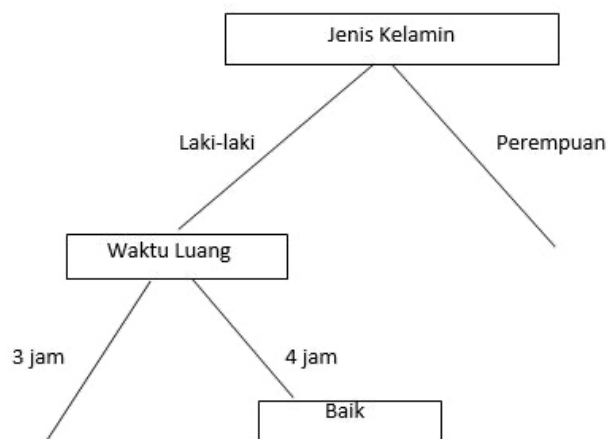 Jenis Kelamin
Laki-laki
Perempuan
Waktu Luang
3 jam
4 jam
Baik